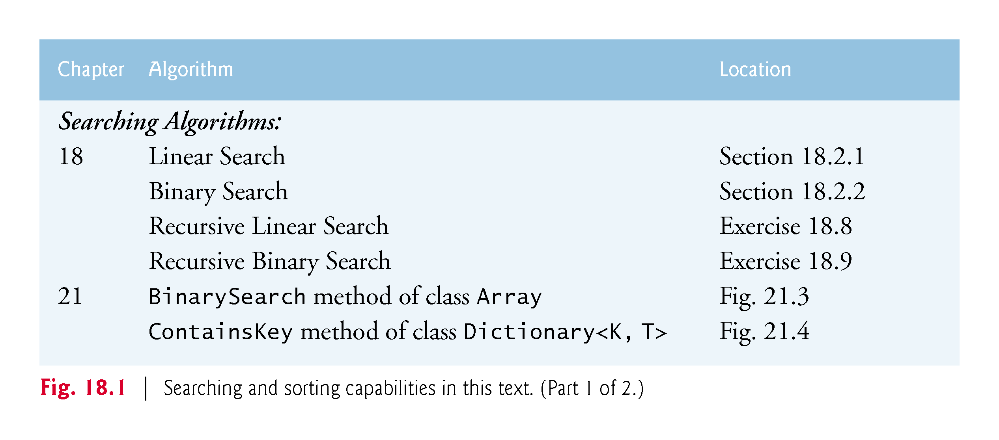 Chapter Algorithm Location
Searching Algorithms:
18 Linear Search Section 18.2.1
Binary Search Section 18.2.2
Recursive Linear Search Exercise 18.8
Recursive Binary Search Exercise 18.9
21 BinarySearch method of class Array Fig. 21.3
ContainsKey method of class Dictionary<K, T> Fig. 21.4
Fig. 18.1 | Searching and sorting capabilities in this text. (Part 1 of 2.)